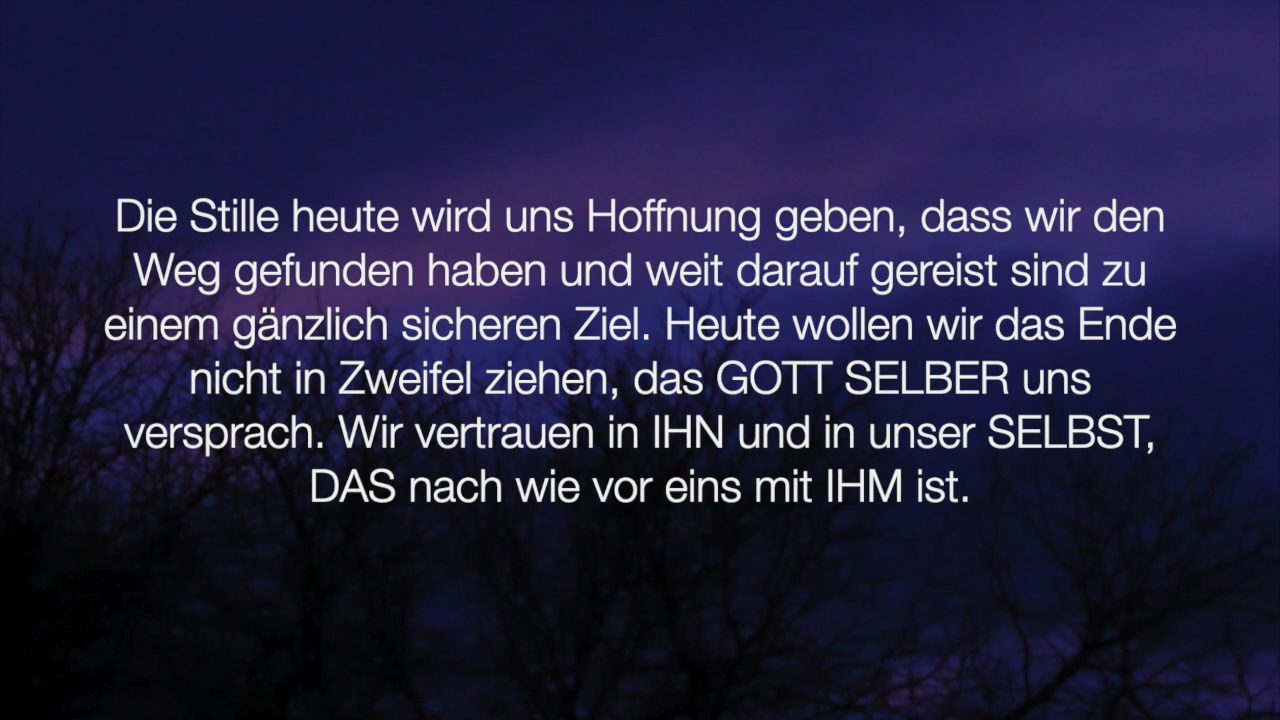 Die Stille heute wird uns Hoffnung geben, dass wir den
Weg gefunden haben und weit darauf gereist sind zu
einem gänzlich sicheren Ziel. Heute wollen wir das Ende
nicht in Zweifel ziehen, das GOTT SELBER uns
versprach. Wir vertrauen in IHN und in unser SELBST,
DAS nach wie vor eins mit IHM ist.